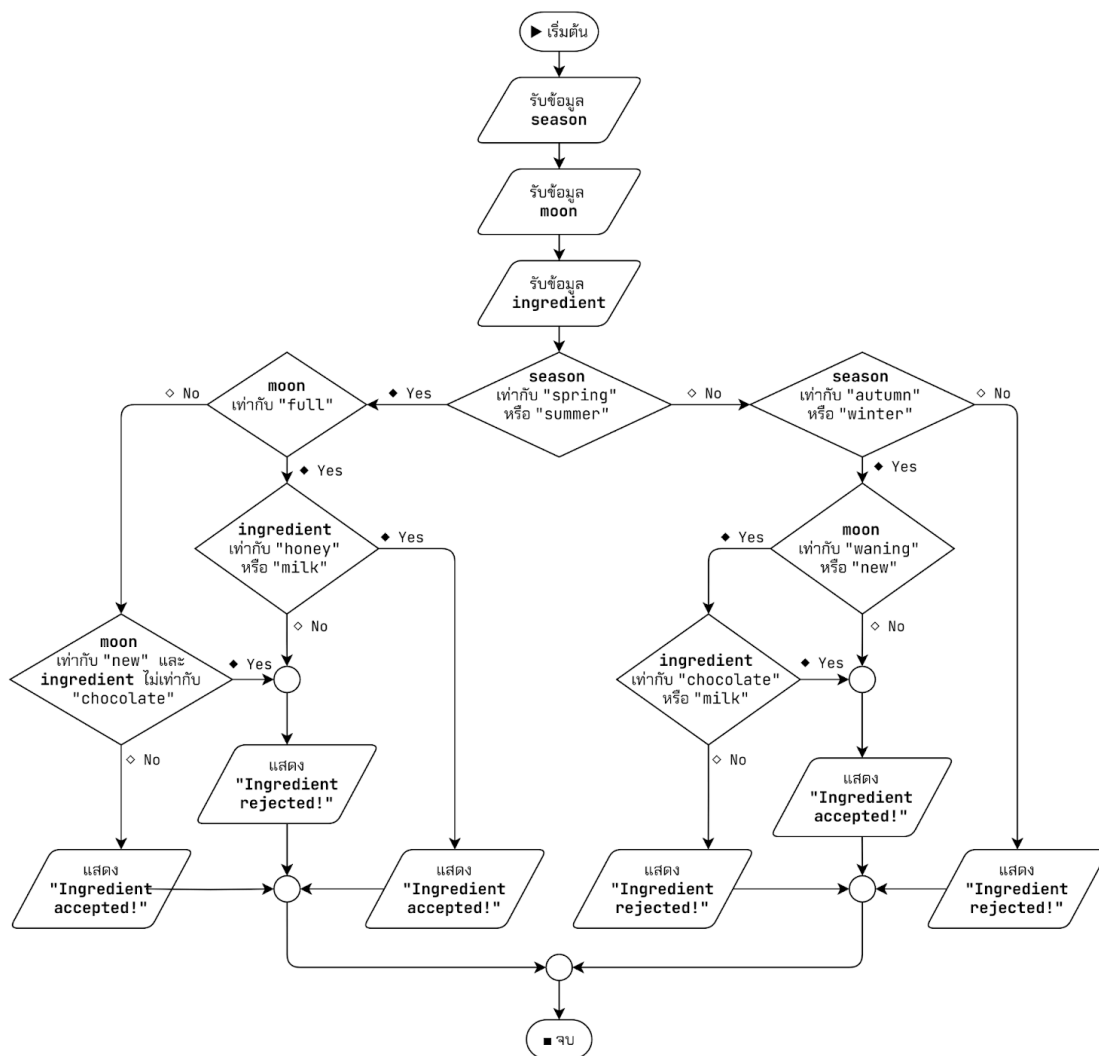 ▶ เริ่มต้น
รับข้อมูล
season
รับข้อมูล
moon
รับข้อมูล
ingredient
season
เท่ากับ "spring"
หรือ "summer"
◆ Yes
◇ No
moon
เท่ากับ "full"
◇ No
◆ Yes
season
เท่ากับ "autumn"
หรือ "winter"
◇ No
◆ Yes
ingredient
เท่ากับ "honey"
หรือ "milk"
◆ Yes
◇ No
moon
เท่ากับ "waning"
หรือ "new"
◆ Yes
◇ No
moon
เท่ากับ "new" และ
ingredient ไม่เท่ากับ
"chocolate"
◆ Yes
◇ No
ingredient
เท่ากับ "chocolate"
หรือ "milk"
◆ Yes
◇ No
แสดง
"Ingredient
rejected!"
แสดง
"Ingredient
accepted!"
แสดง
"Ingredient
accepted!"
แสดง
"Ingredient
accepted!"
แสดง
"Ingredient
rejected!"
แสดง
"Ingredient
rejected!"
■ จบ